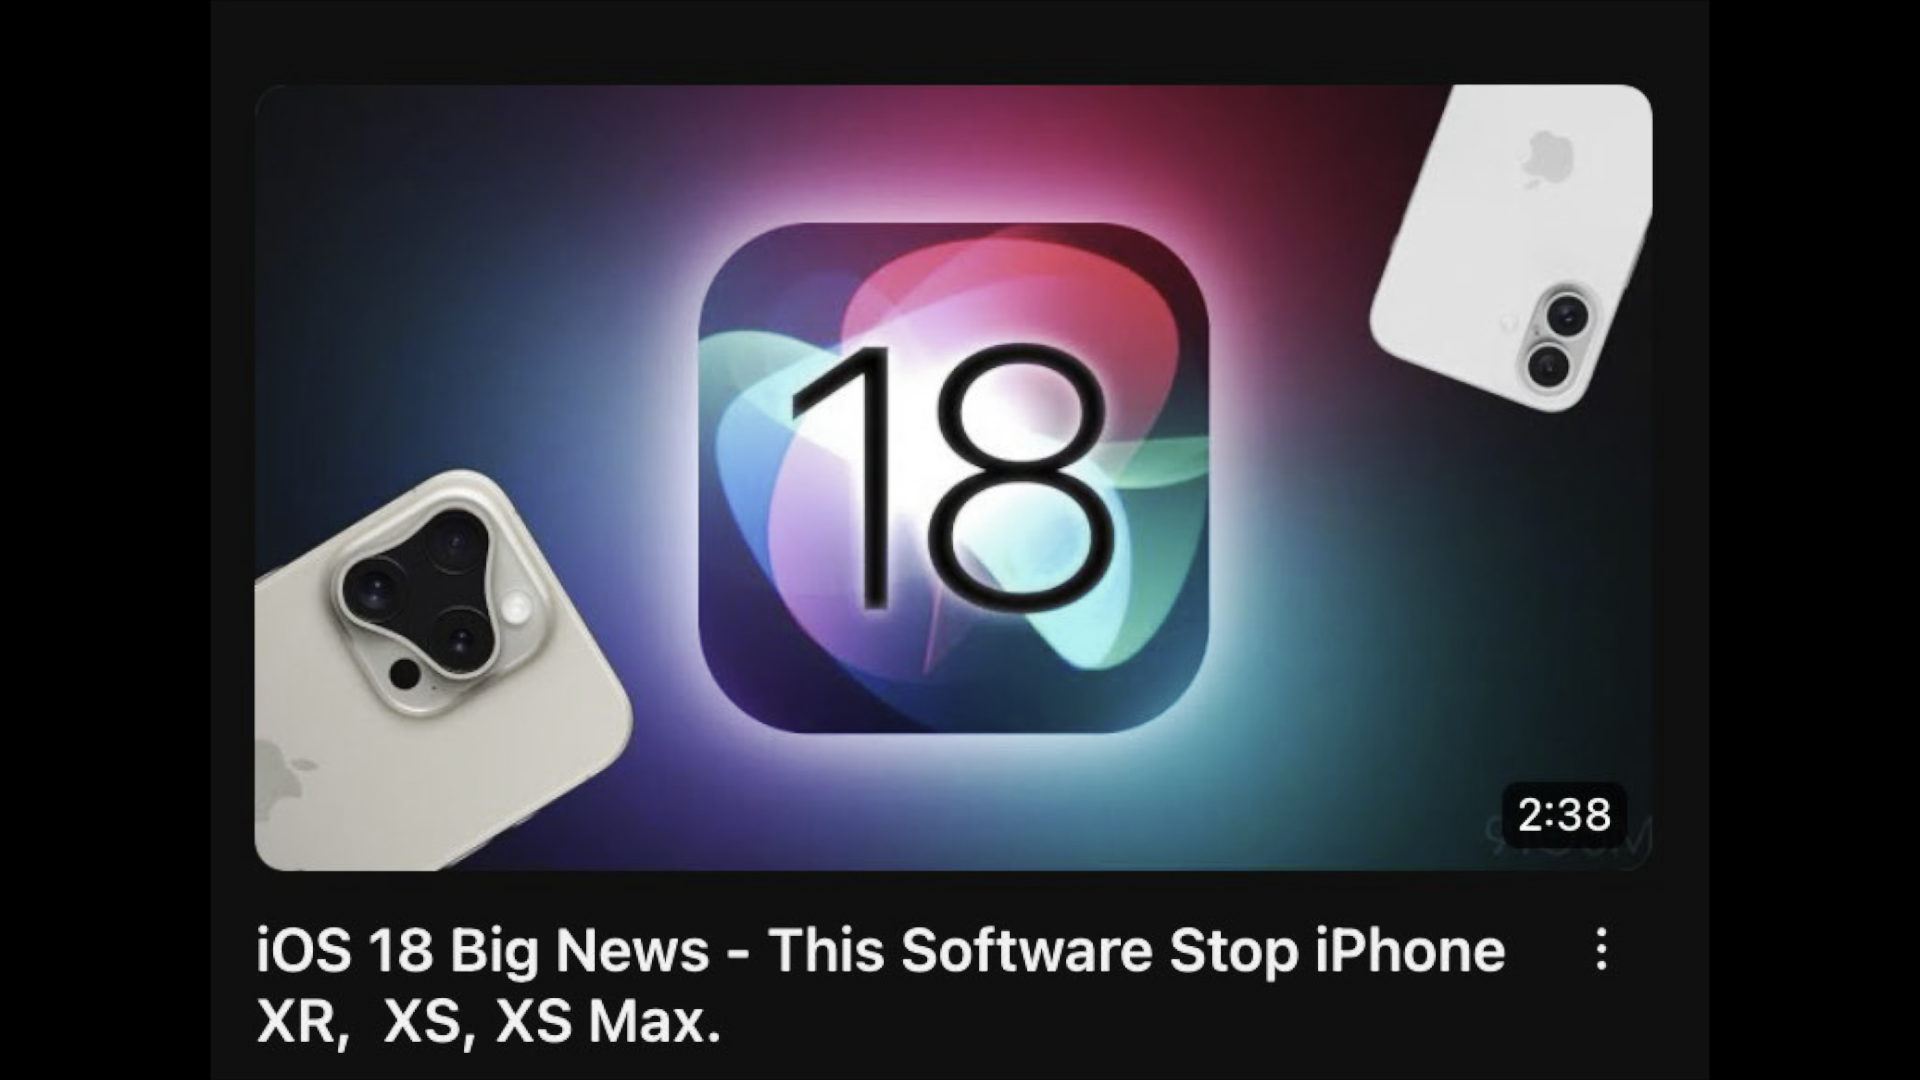 18
2:38
iOS 18 Big News - This Software Stop iPhone
XR,  XS, XS Max.